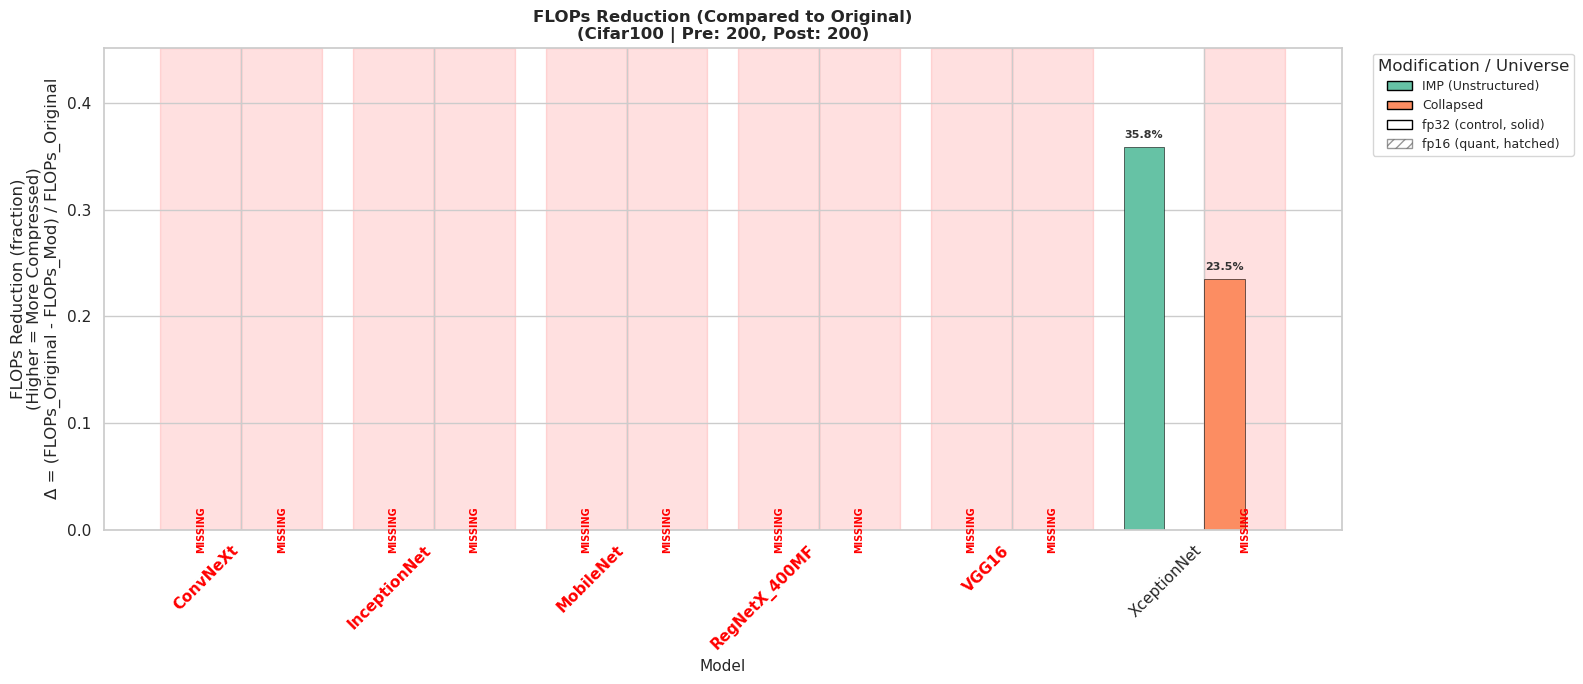 FLOPs Reduction (Compared to Original)
(Cifar100 | Pre: 200, Post: 200)
FLOPs Reduction (fraction)
(Higher = More Compressed)
Δ = (FLOPs_Original - FLOPs_Mod) / FLOPs_Original
0.4
0.3
0.2
0.1
0.0
35.8%
23.5%
MISSING
MISSING
MISSING
MISSING
MISSING
MISSING
MISSING
MISSING
MISSING
MISSING
MISSING
ConvNeXt
InceptionNet
MobileNet
RegNetX_400MF
VGG16
XceptionNet
Model
Modification / Universe
IMP (Unstructured)
Collapsed
fp32 (control, solid)
fp16 (quant, hatched)